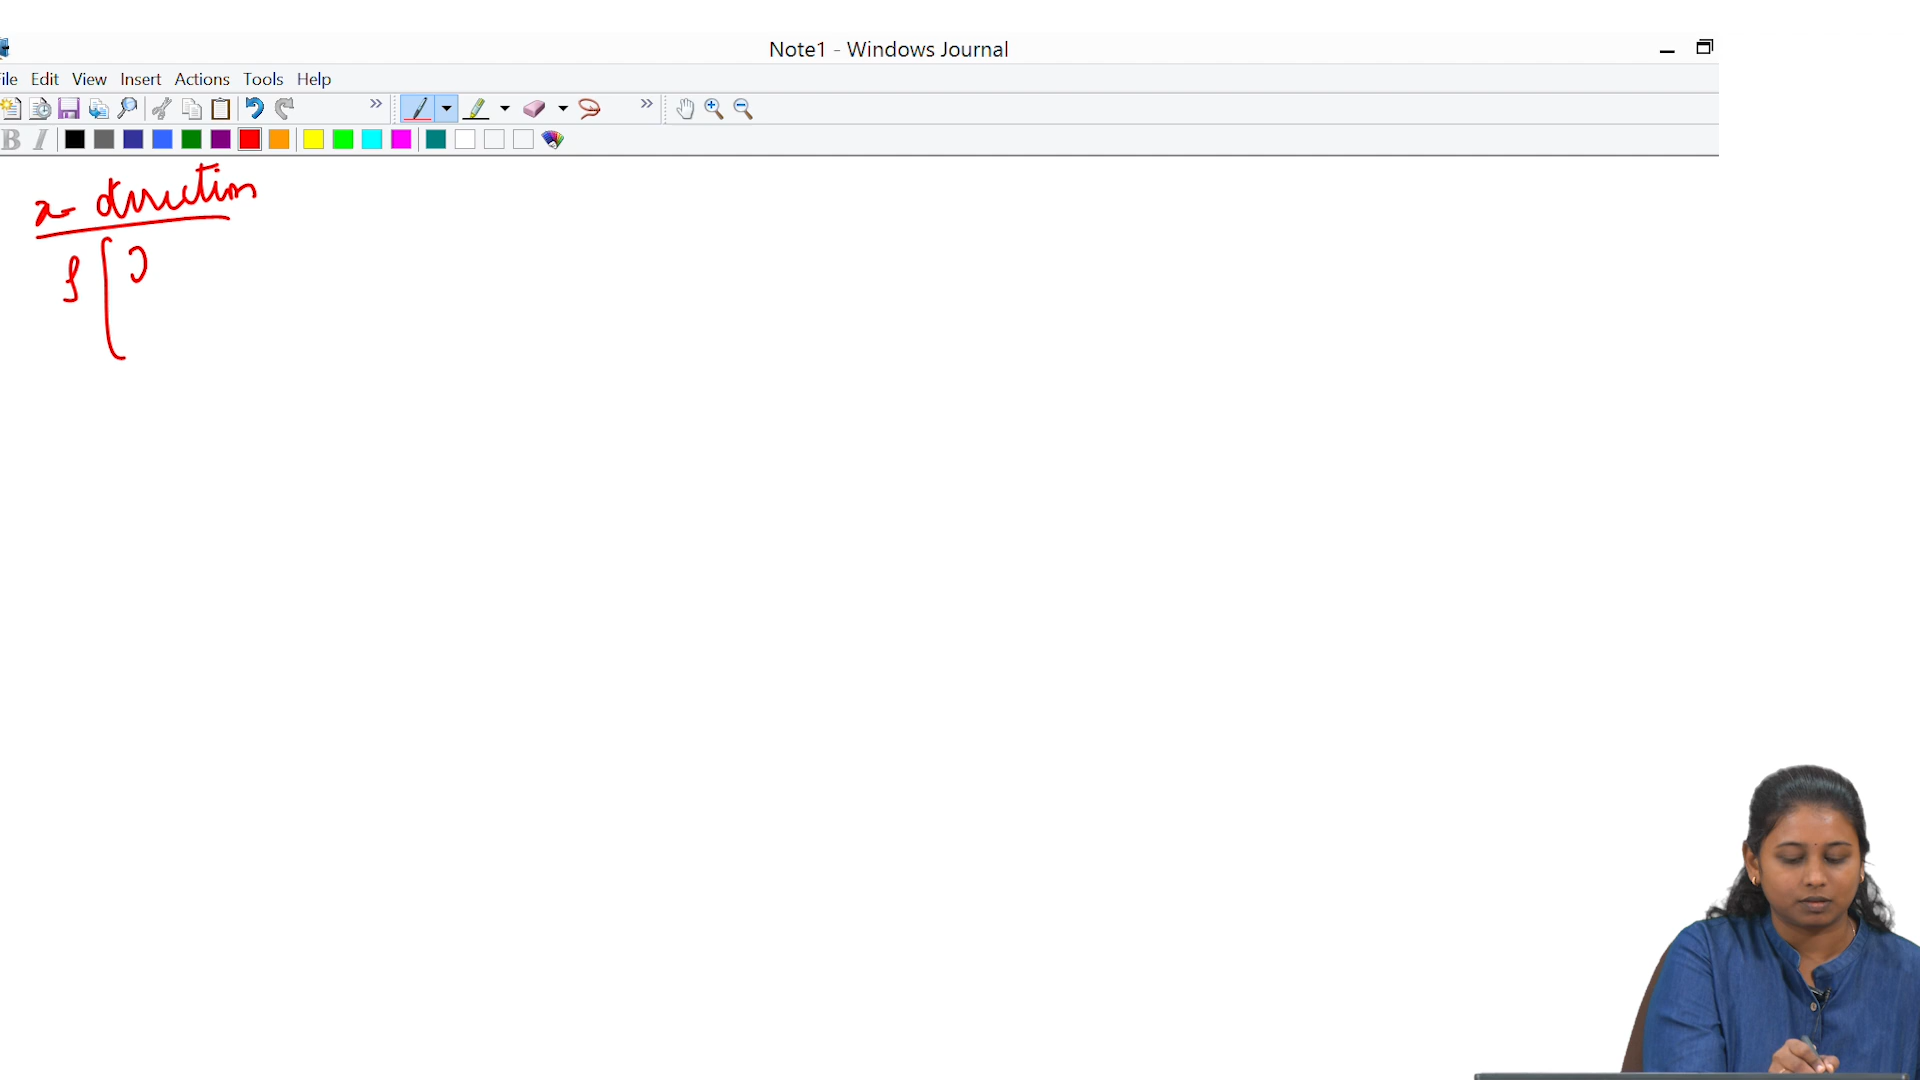 Note1 - Windows Journal
ile Edit View Insert Actions Tools Help
B I
x- direction
ρ (